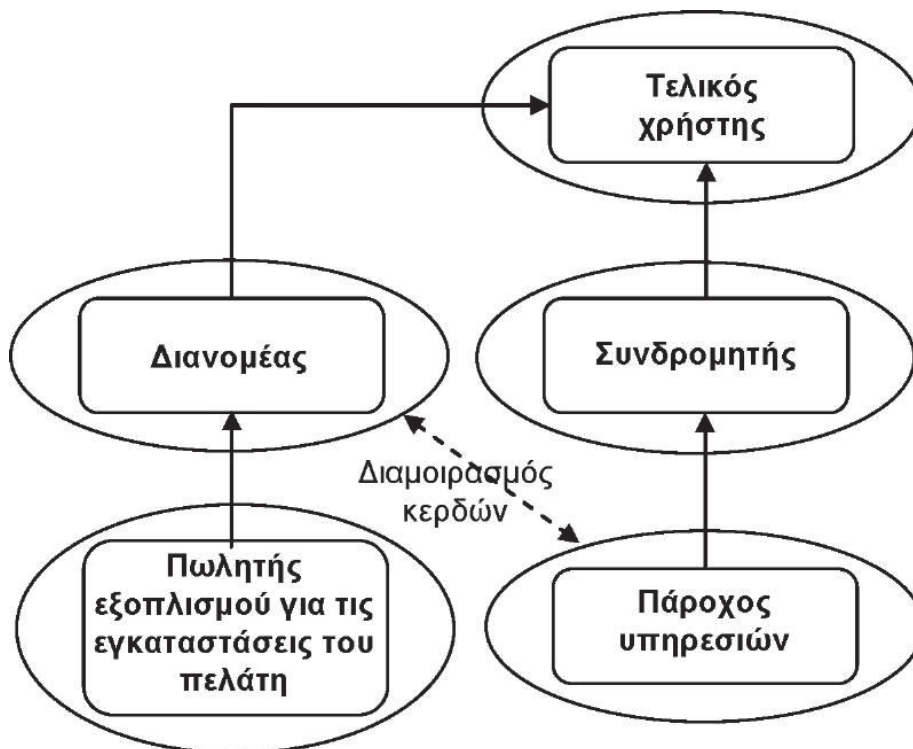 Τελικός
χρήστης
Διανομέας
Συνδρομητής
Διαμοιρασμός
κερδών
Πωλητής
εξοπλισμού για τις
εγκαταστάσεις του
πελάτη
Πάροχος
υπηρεσιών